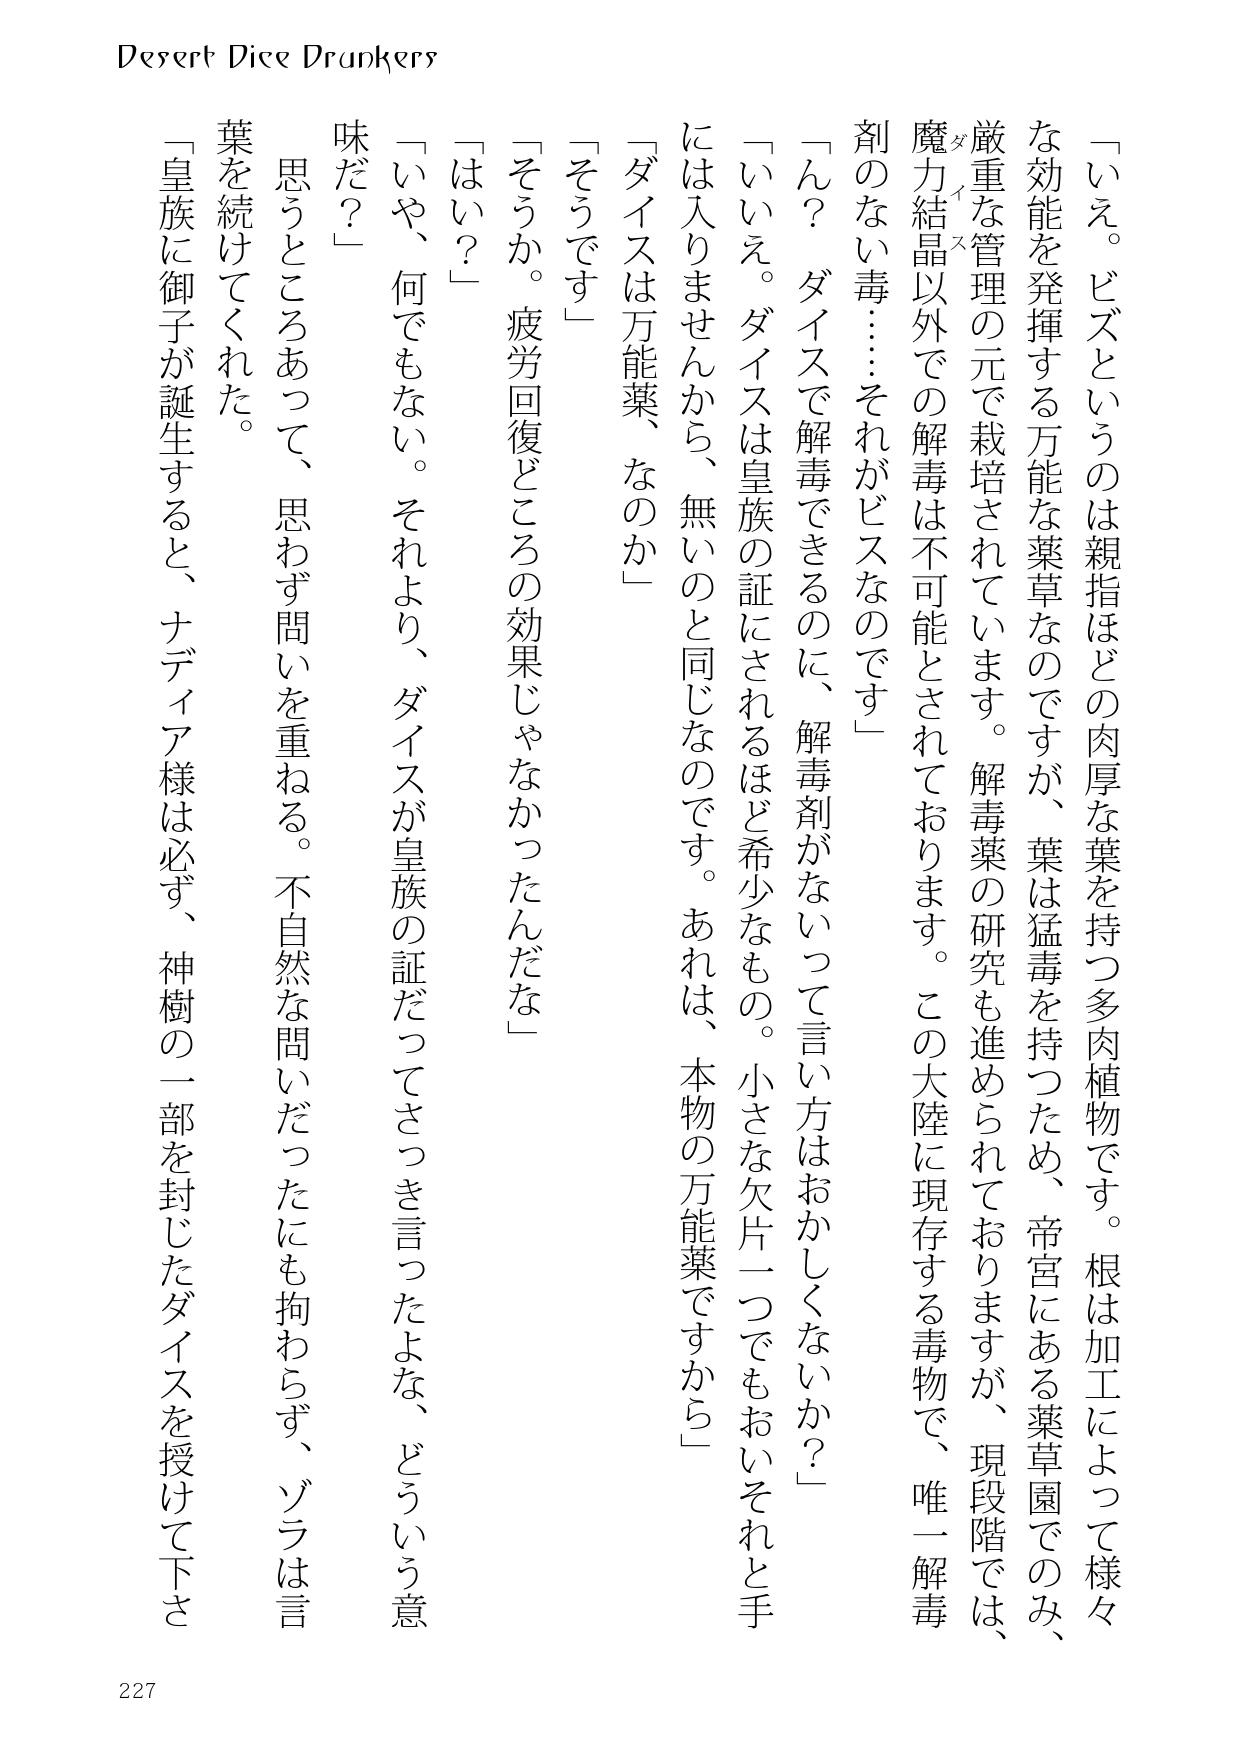 Desert Dice Drunkers
「いえ。ビズというのは親指ほどの肉厚な葉を持つ多肉植物です。根は加工によって様々
な効能を発揮する万能な薬草なのですが、葉は猛毒を持つため、帝宮にある薬草園でのみ、
厳重な管理の元で栽培されています。解毒薬の研究も進められておりますが、現段階では、
魔力結晶以外での解毒は不可能とされております。この大陸に現存する毒物で、唯一解毒
ダイス
剤のない毒……それがビスなのです」
「ん？　ダイスで解毒できるのに、解毒剤がないって言い方はおかしくないか？」
「いいえ。ダイスは皇族の証にされるほど希少なもの。小さな欠片一つでもおいそれと手
には入りませんから、無いのと同じなのです。あれは、本物の万能薬ですから」
「ダイスは万能薬、なのか」
「そうです」
「そうか。疲労回復どころの効果じゃなかったんだな」
「はい？」
「いや、何でもない。それより、ダイスが皇族の証だってさっき言ったよな、どういう意
味だ？」
　思うところあって、思わず問いを重ねる。不自然な問いだったにも拘わらず、ゾラは言
葉を続けてくれた。
「皇族に御子が誕生すると、ナディア様は必ず、神樹の一部を封じたダイスを授けて下さ
227